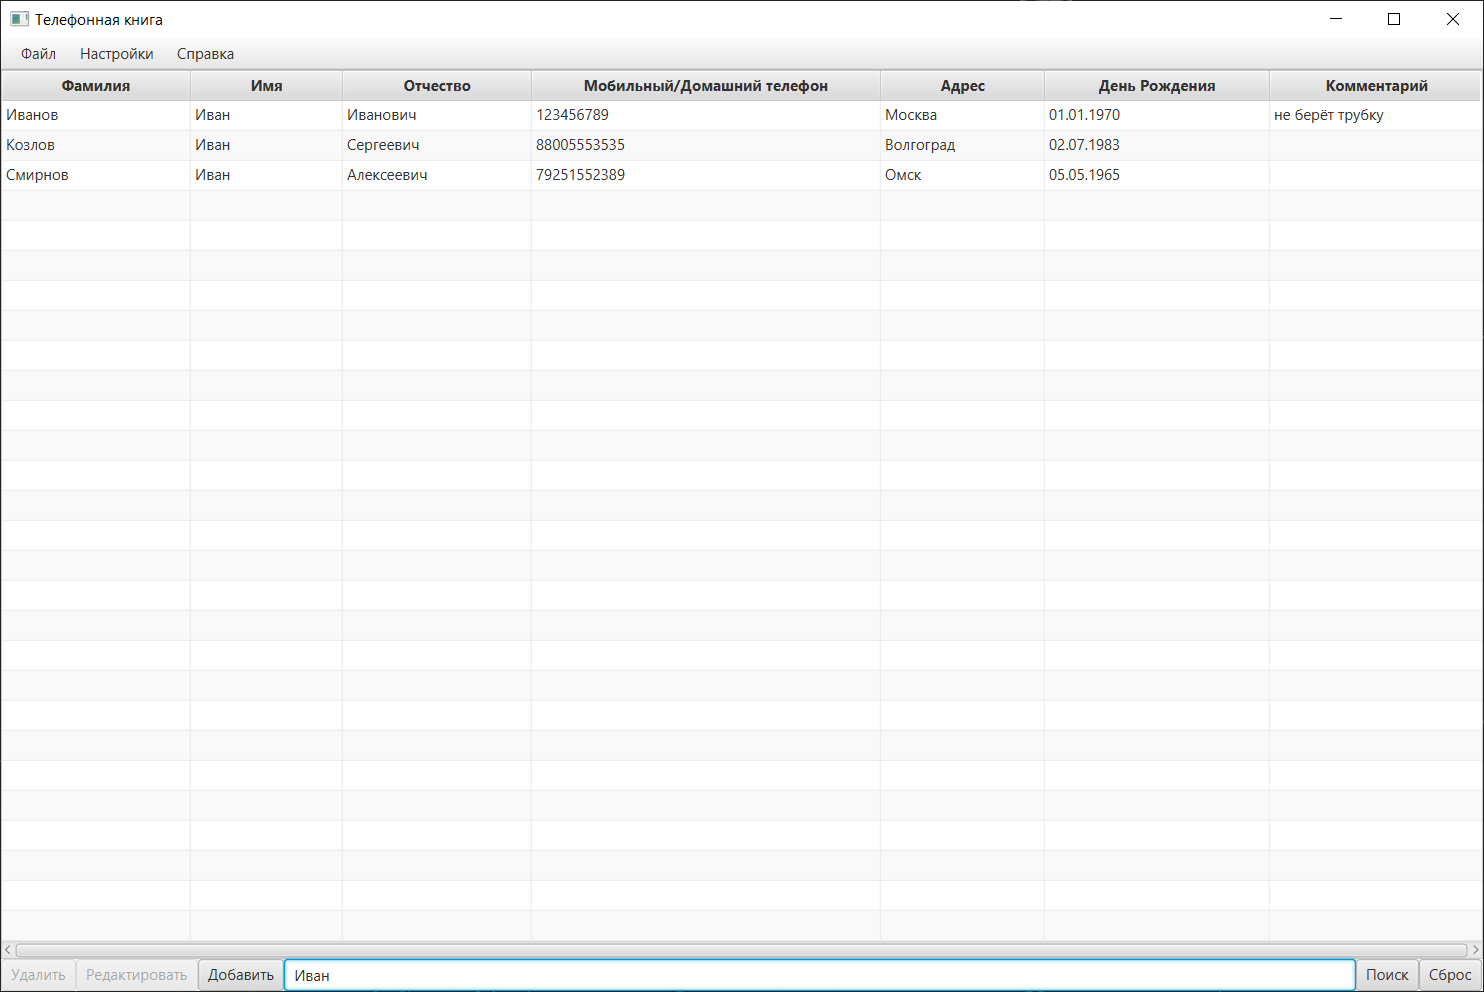 Телефонная книга
Файл Настройки Справка
Фамилия Имя Отчество Мобильный/Домашний телефон Адрес День Рождения Комментарий
Иванов Иван Иванович 123456789 Москва 01.01.1970 не берёт трубку
Козлов Иван Сергеевич 88005553535 Волгоград 02.07.1983
Смирнов Иван Алексеевич 79251552389 Омск 05.05.1965
Удалить Редактировать Добавить Иван Поиск Сброс